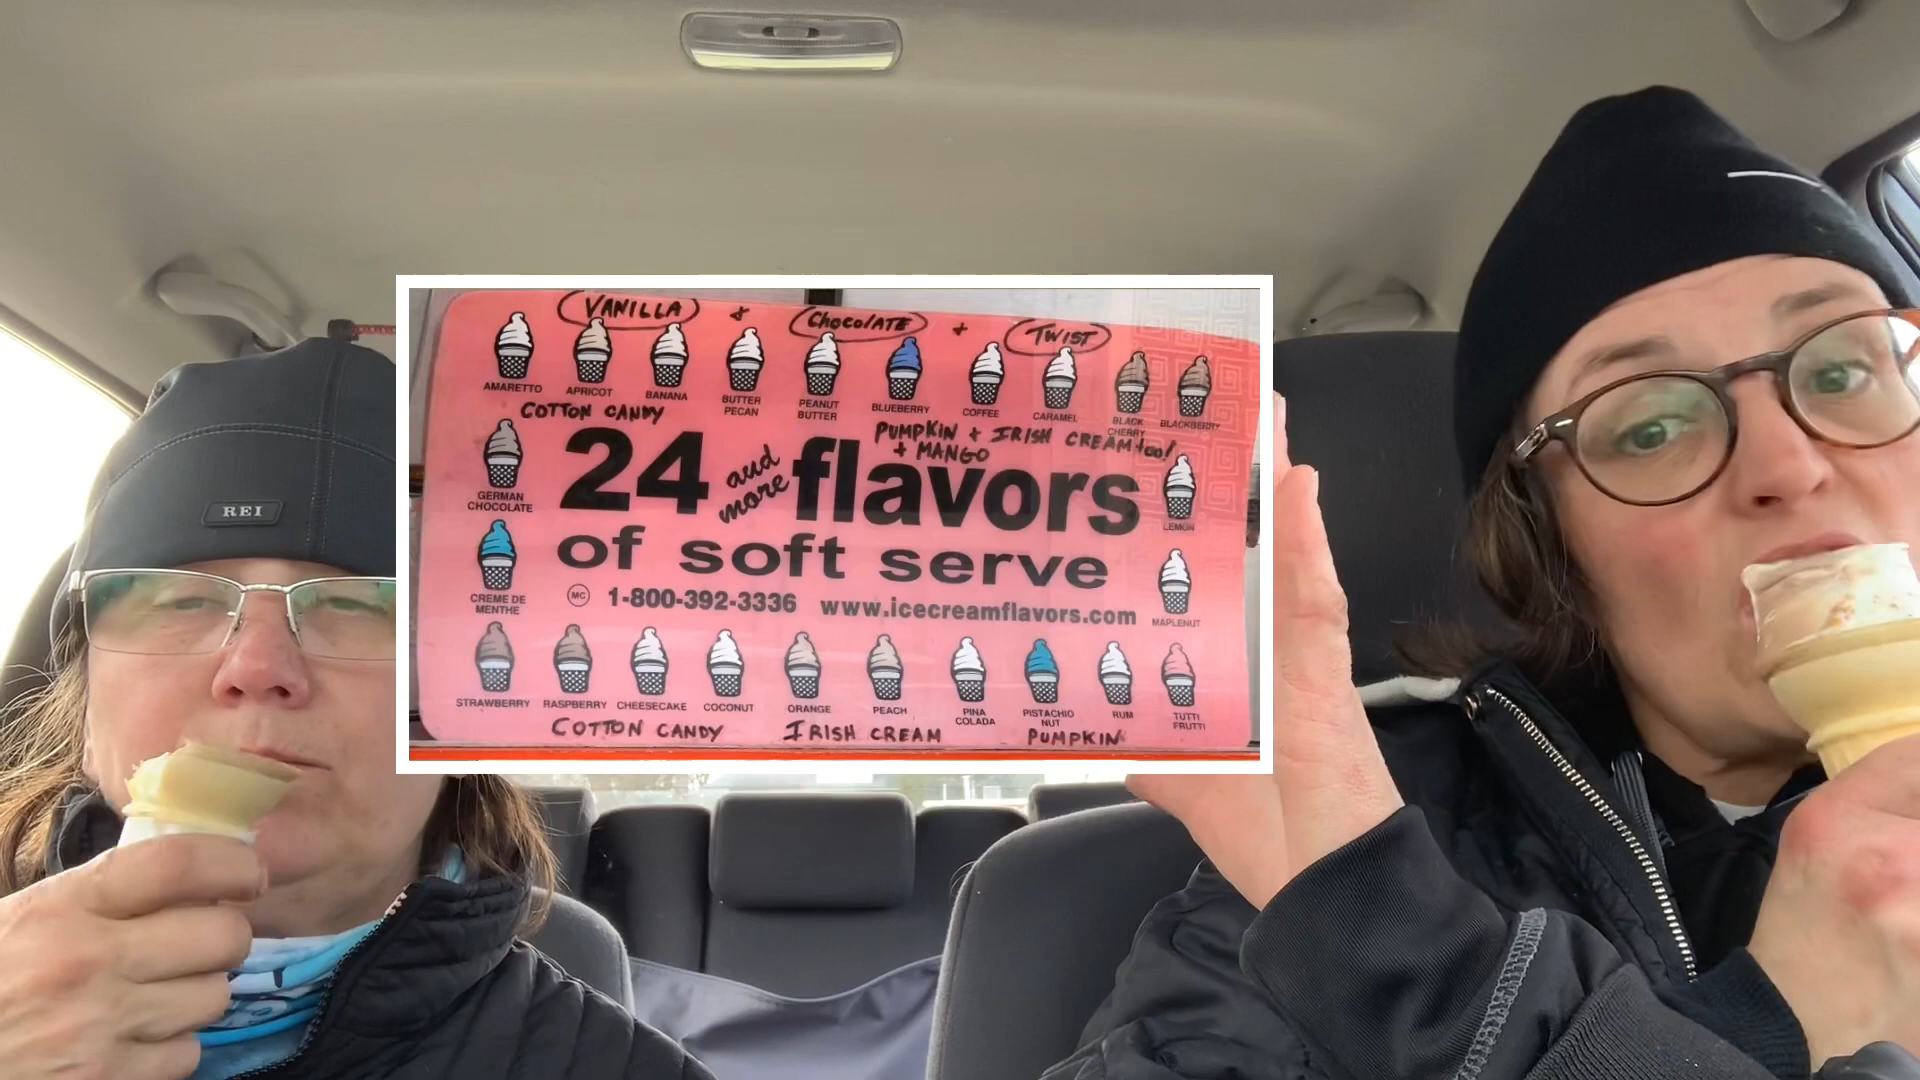 VANILLA & Chocolate + TWIST
AMARETTO APRICOT BANANA BUTTER PECAN PEANUT BUTTER BLUEBERRY COFFEE CARAMEL BLACK CHERRY BLACKBERRY
COTTON CANDY
PUMPKIN + IRISH CREAM too!
+ MANGO
24 and more flavors
of soft serve
GERMAN CHOCOLATE
LEMON
CREME DE MENTHE
MAPLENUT
MC 1-800-392-3336 www.icecreamflavors.com
STRAWBERRY RASPBERRY CHEESECAKE COCONUT ORANGE PEACH PINA COLADA PISTACHIO NUT RUM TUTTI FRUTTI
COTTON CANDY IRISH CREAM PUMPKIN
REI